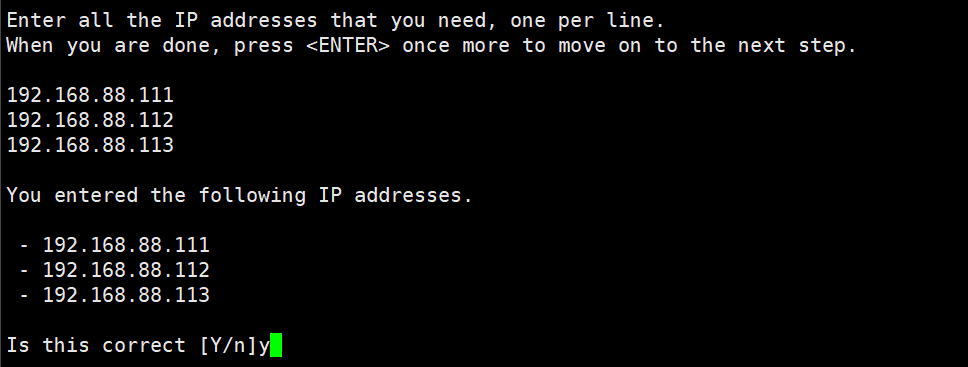 Enter all the IP addresses that you need, one per line.
When you are done, press <ENTER> once more to move on to the next step.
192.168.88.111
192.168.88.112
192.168.88.113
You entered the following IP addresses.
- 192.168.88.111
- 192.168.88.112
- 192.168.88.113
Is this correct [Y/n]y